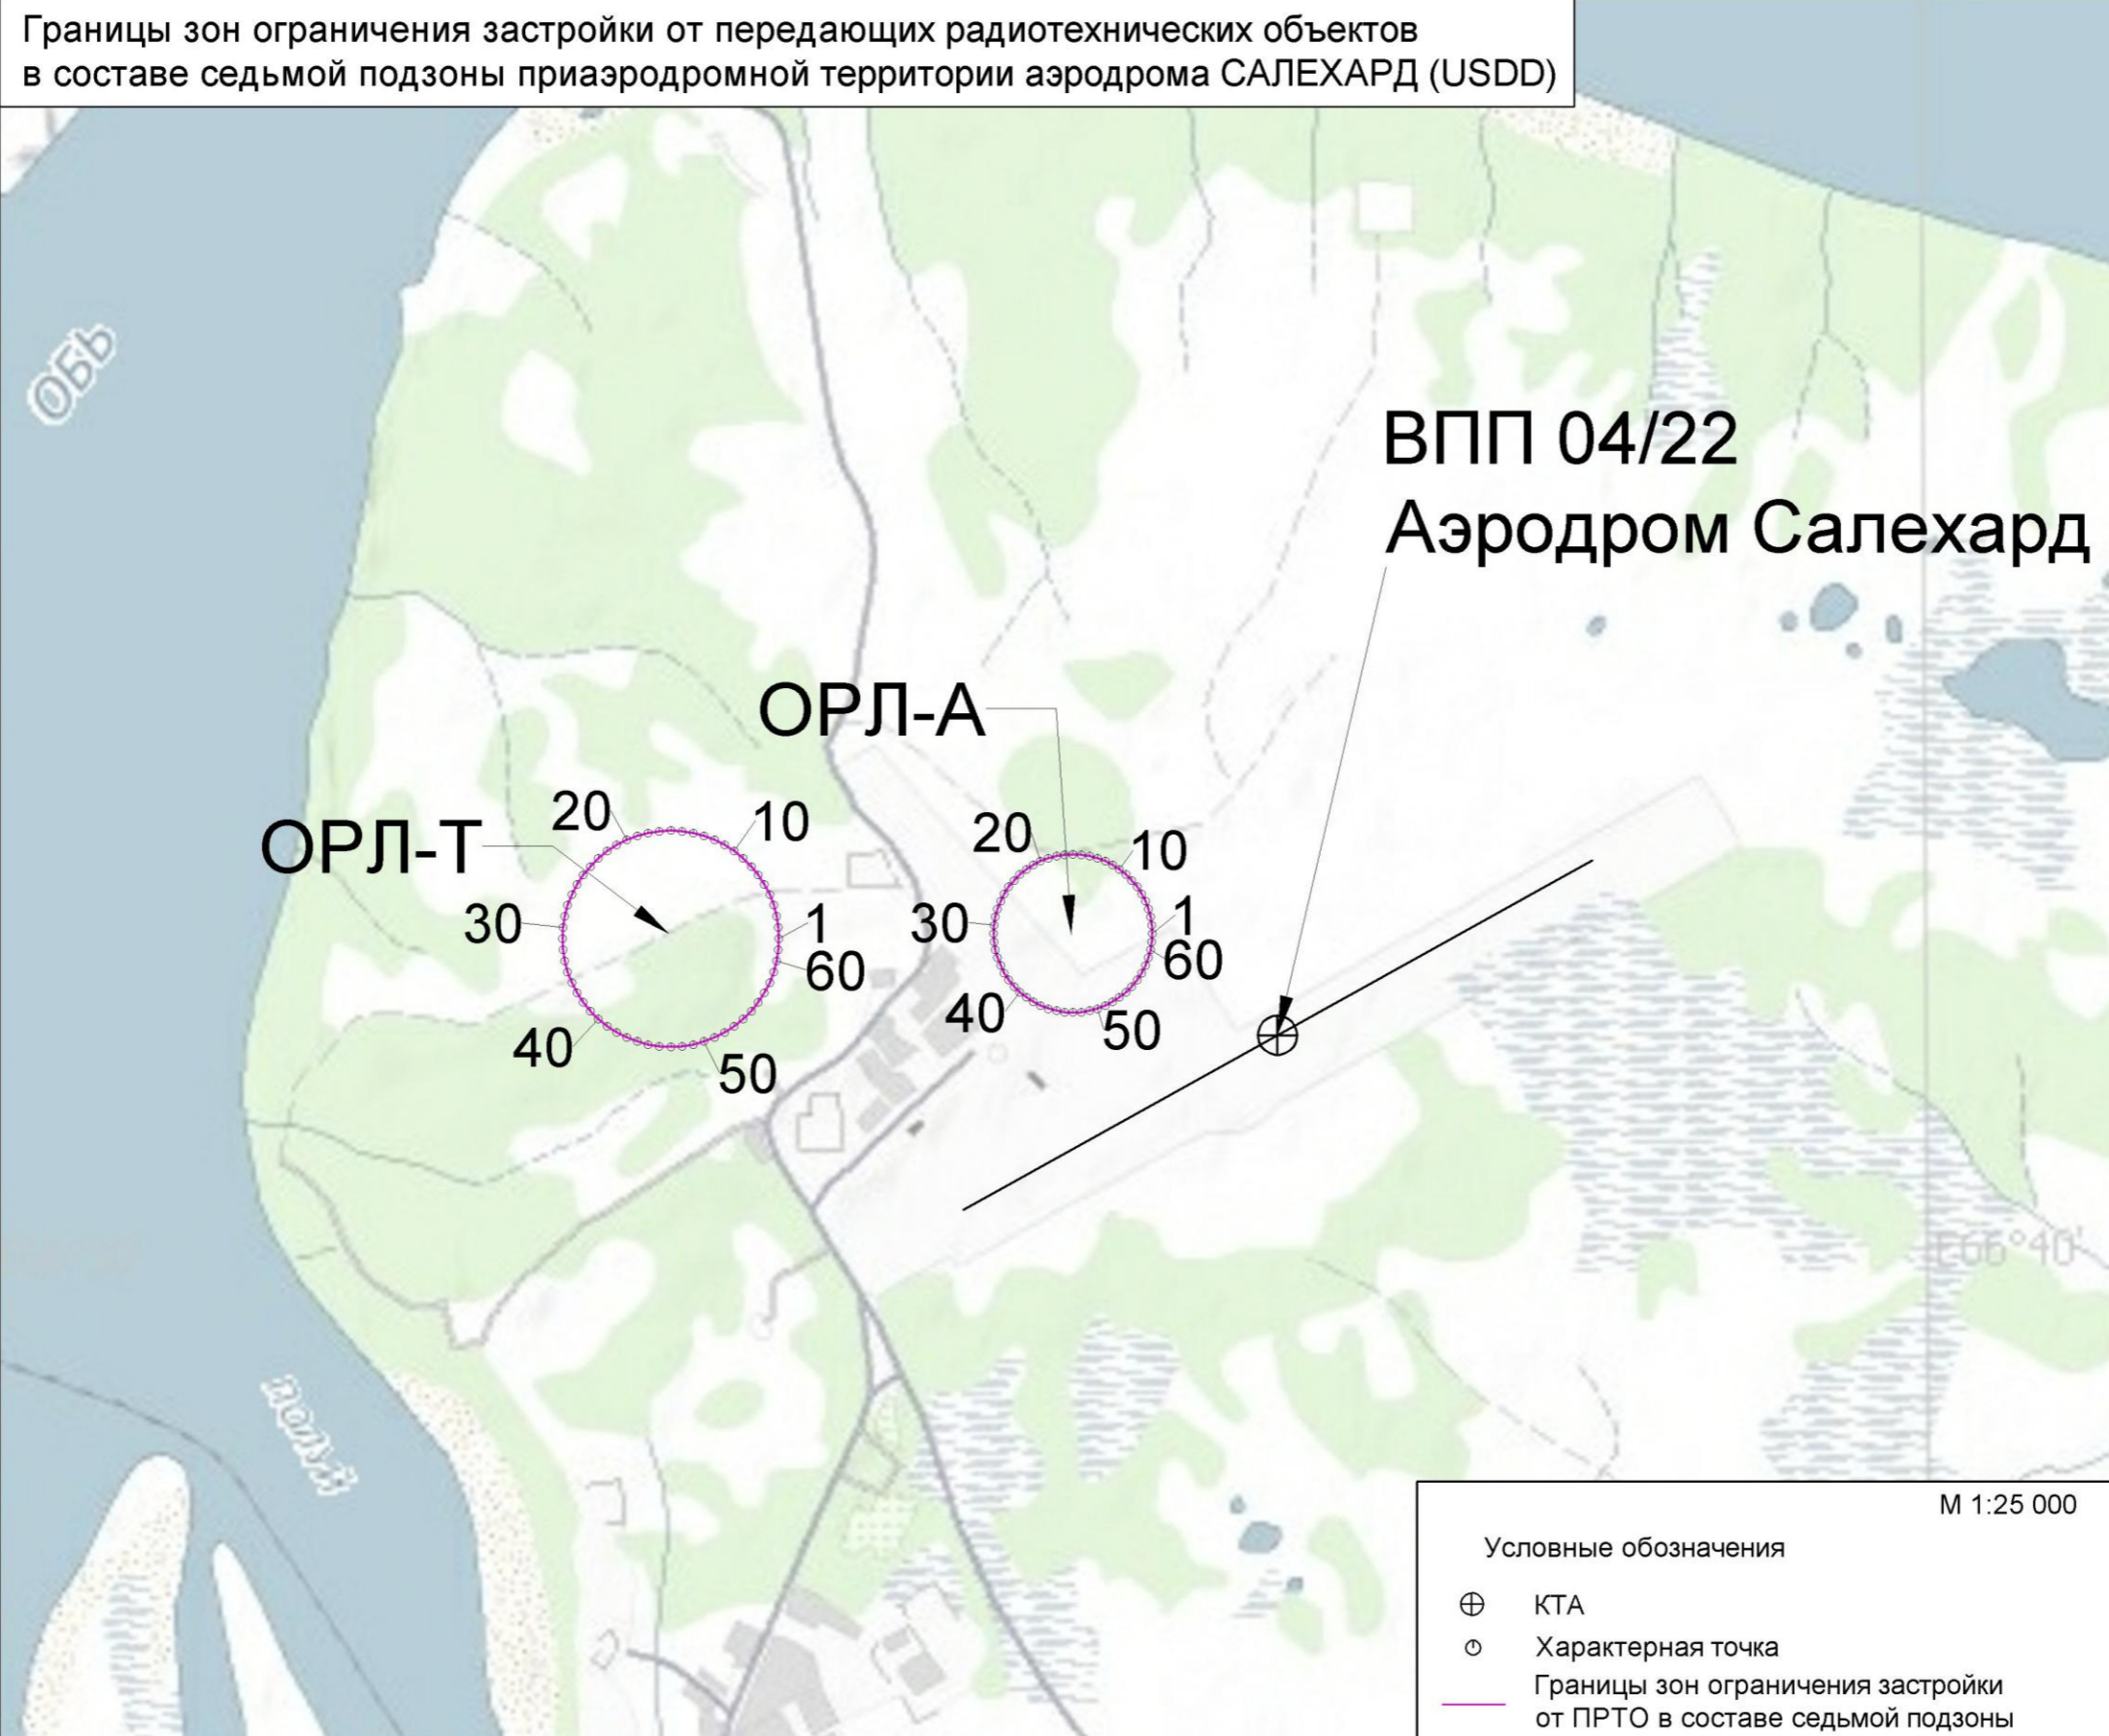 Границы зон ограничения застройки от передающих радиотехнических объектов
в составе седьмой подзоны приаэродромной территории аэродрома САЛЕХАРД (USDD)
ОБЬ
ВПП 04/22
Аэродром Салехард
ОРЛ-А
ОРЛ-Т
20
10
30
1
60
40
50
20
10
30
1
60
40
50
E66°40'
ПОЛУЙ
М 1:25 000
Условные обозначения
КТА
Характерная точка
Границы зон ограничения застройки
от ПРТО в составе седьмой подзоны